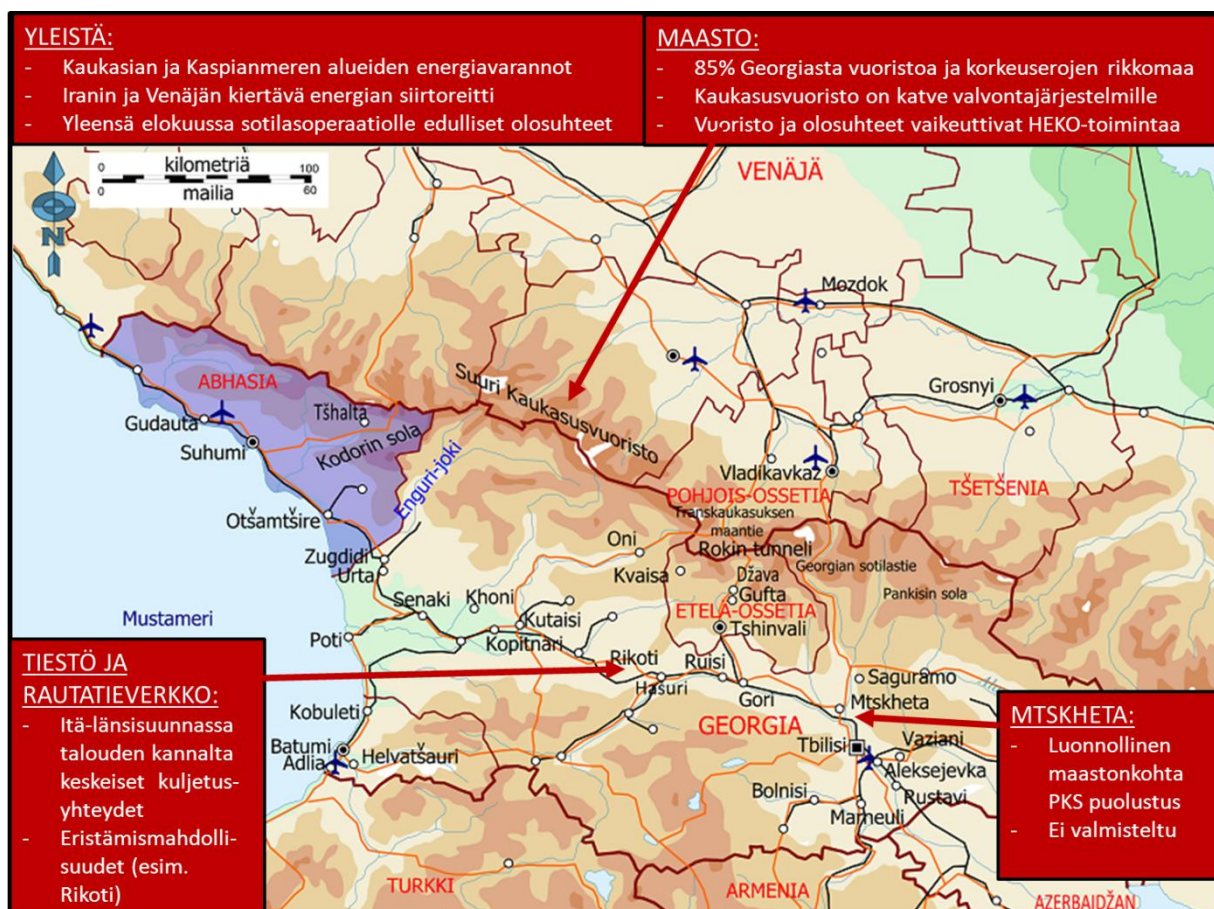 YLEISTÄ:
- Kaukasian ja Kaspianmeren alueiden energiavarannot
- Iranin ja Venäjän kiertävä energian siirtoreitti
- Yleensä elokuussa sotilasoperaatiolle edulliset olosuhteet
MAASTO:
- 85% Georgiasta vuoristoa ja korkeuserojen rikkomaa
- Kaukasusvuoristo on katve valvontajärjestelmille
- Vuoristo ja olosuhteet vaikeuttivat HEKO-toimintaa
kilometriä
0 100
60
mailia
N
VENÄJÄ
Mozdok
ABHASIA
Gudauta
Tšhalta
Suhumi
Kodorin sola
Suuri Kaukasusvuoristo
Grosnyi
Enguri-joki
Vladikavkaz
POHJOIS-OSSETIA
TŠETŠENIA
Otšamtšire
Transkaukasuksen
maantie
Zugdidi
Urta
Oni
Rokin tunneli
Georgian sotilastie
Kvaisa
Džava
Gufta
Pankisin sola
ETELÄ-OSSETIA
Senaki
Khoni
Kutaisi
Tshinvali
Mustameri
Poti
Kopitnari
Rikoti
Ruisi
Hasuri
Gori
Saguramo
Mtskheta
GEORGIA
Kobuleti
Tbilisi
Vaziani
Batumi
Adlia
Helvatšauri
Aleksejevka
Rustavi
Bolnisi
Marneuli
TURKKI
ARMENIA
AZERBAIDŽAN
TIESTÖ JA
RAUTATIEVERKKO:
- Itä-länsisuunnassa
talouden kannalta
keskeiset kuljetus-
yhteydet
- Eristämismahdolli-
suudet (esim.
Rikoti)
MTSKHETA:
- Luonnollinen
maastonkohta
PKS puolustus
- Ei valmisteltu